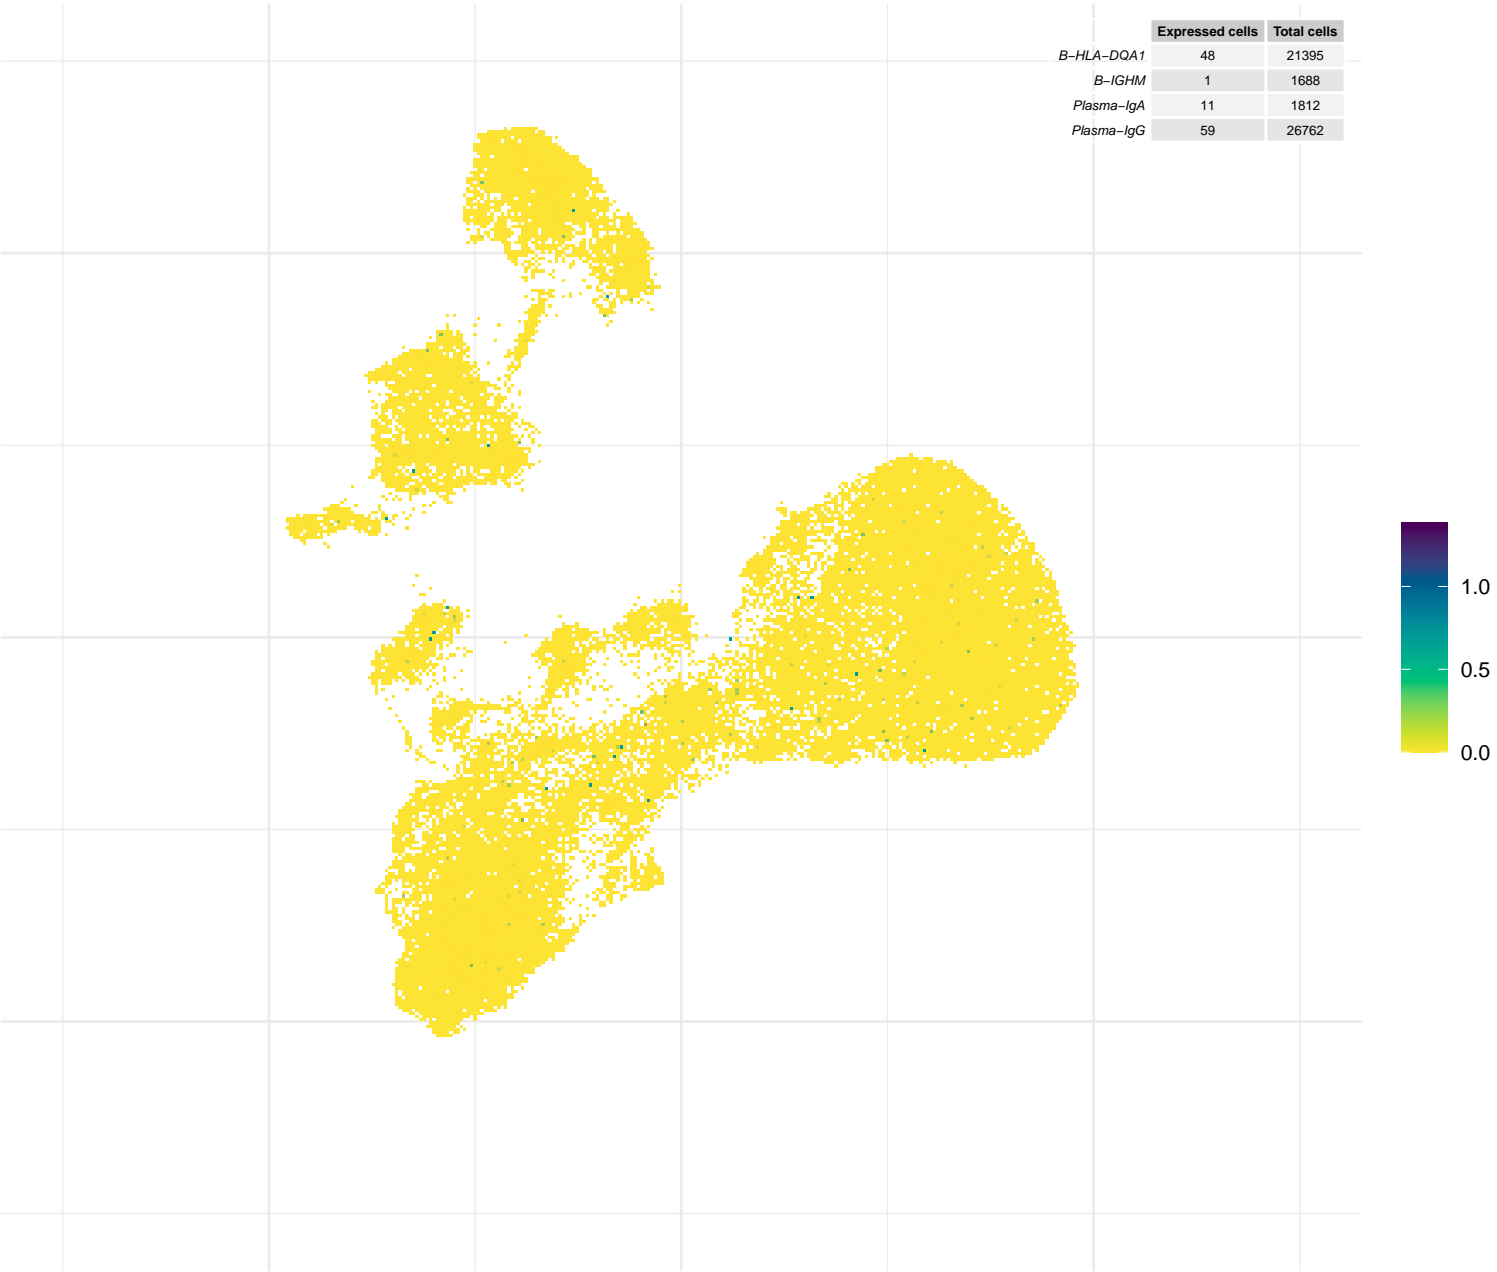 Expressed cells Total cells
B−HLA−DQA1 48 21395
B−IGHM 1 1688
Plasma−IgA 11 1812
Plasma−IgG 59 26762
1.0
0.5
0.0